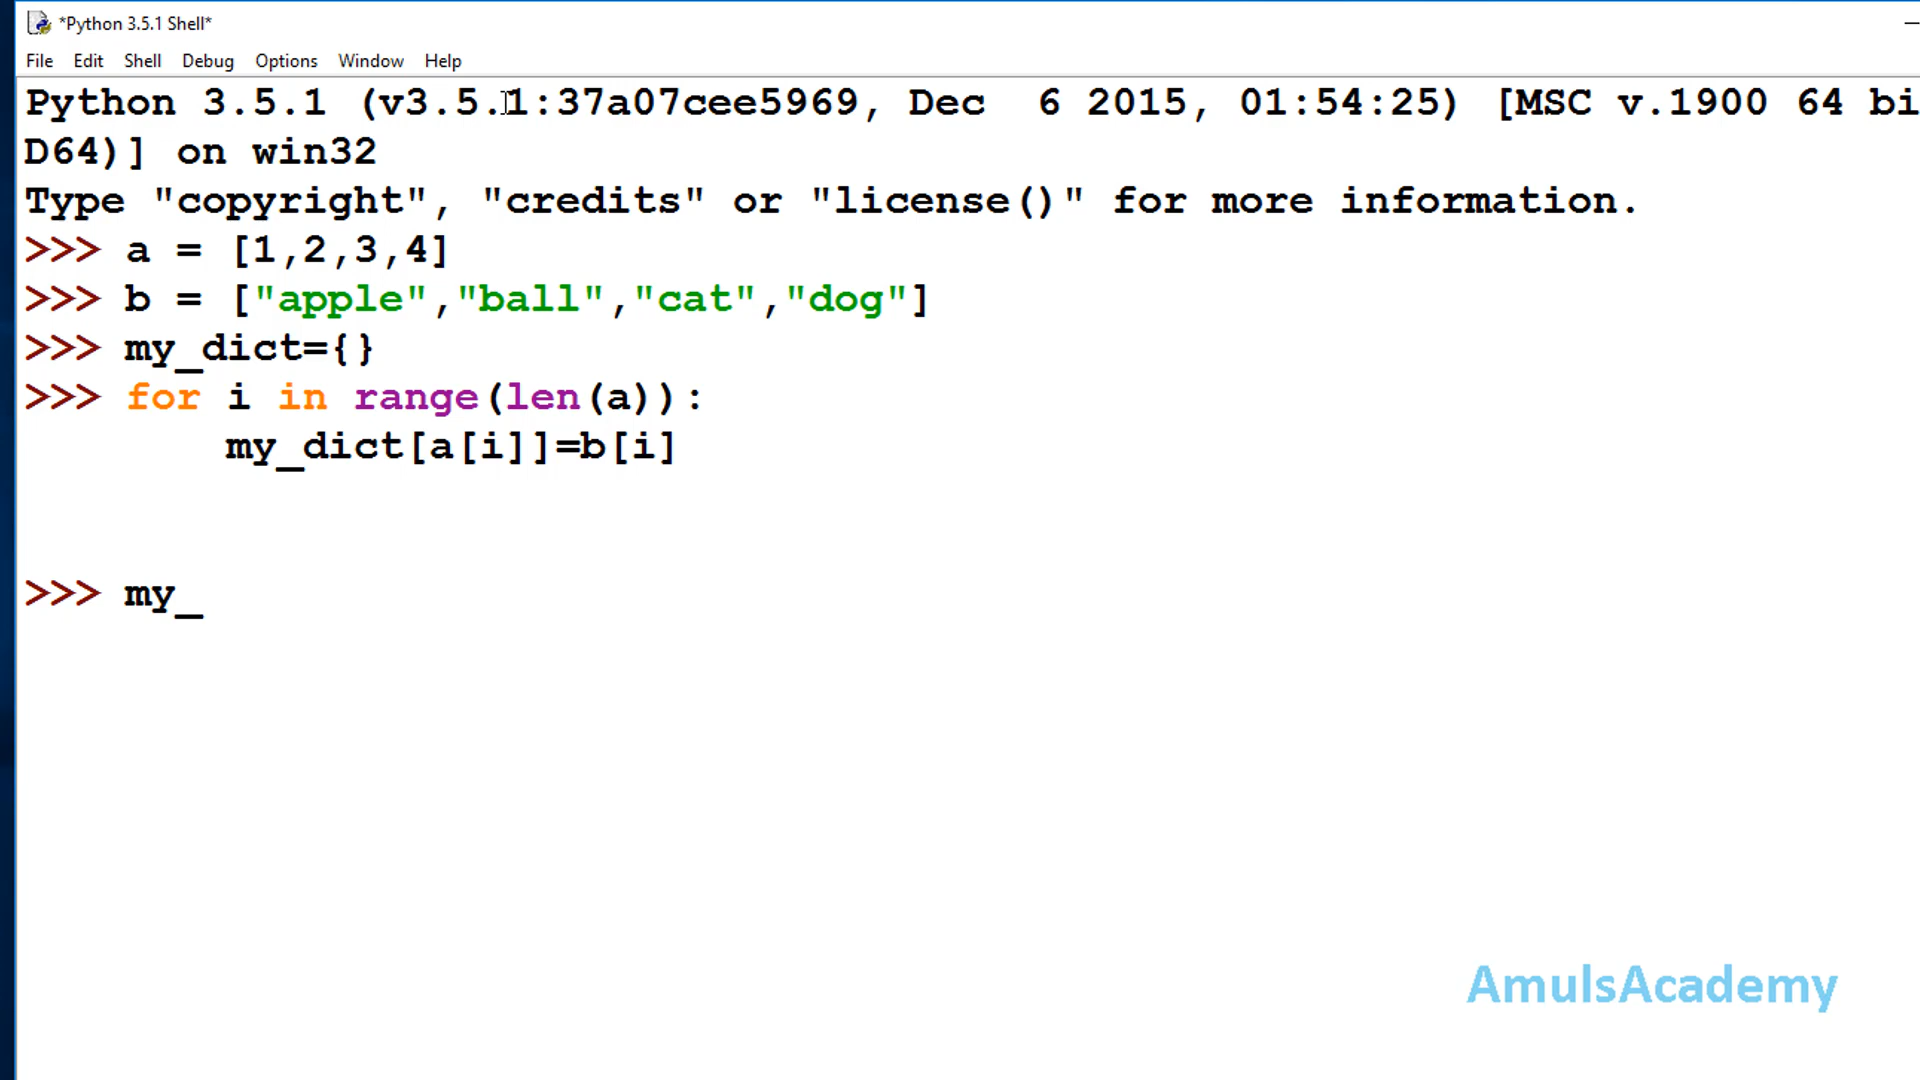 *Python 3.5.1 Shell*
File Edit Shell Debug Options Window Help
Python 3.5.1 (v3.5.1:37a07cee5969, Dec  6 2015, 01:54:25) [MSC v.1900 64 bi
D64)] on win32
Type "copyright", "credits" or "license()" for more information.
>>> a = [1,2,3,4]
>>> b = ["apple","ball","cat","dog"]
>>> my_dict={}
>>> for i in range(len(a)):
        my_dict[a[i]]=b[i]
>>> my_
AmulsAcademy